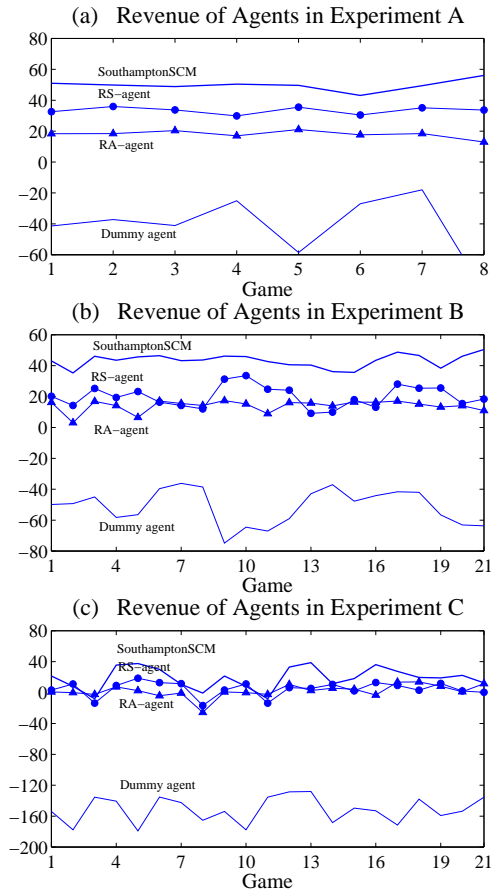 (a) Revenue of Agents in Experiment A
80
60
SouthamptonSCM
40
RS−agent
20
RA−agent
0
−20
−40
Dummy agent
−60
1 2 3 4 5 6 7 8
Game
(b) Revenue of Agents in Experiment B
60
SouthamptonSCM
40
RS−agent
20
RA−agent
0
−20
−40
−60
Dummy agent
−80
1 4 7 10 13 16 19 21
Game
(c) Revenue of Agents in Experiment C
80
SouthamptonSCM
40
RS−agent
0
RA−agent
−40
−80
Dummy agent
−120
−160
−200
1 4 7 10 13 16 19 21
Game